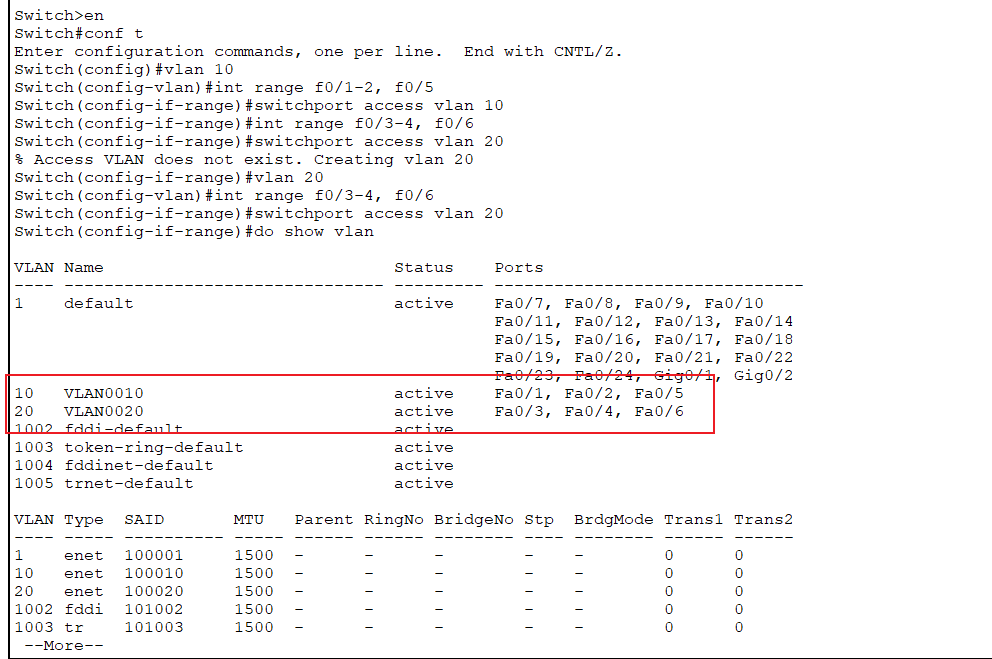 Switch>en
Switch#conf t
Enter configuration commands, one per line.  End with CNTL/Z.
Switch(config)#vlan 10
Switch(config-vlan)#int range f0/1-2, f0/5
Switch(config-if-range)#switchport access vlan 10
Switch(config-if-range)#int range f0/3-4, f0/6
Switch(config-if-range)#switchport access vlan 20
% Access VLAN does not exist. Creating vlan 20
Switch(config-if-range)#vlan 20
Switch(config-vlan)#int range f0/3-4, f0/6
Switch(config-if-range)#switchport access vlan 20
Switch(config-if-range)#do show vlan
VLAN Name                             Status    Ports
---- -------------------------------- --------- -------------------------------
1    default                          active    Fa0/7, Fa0/8, Fa0/9, Fa0/10
                                                Fa0/11, Fa0/12, Fa0/13, Fa0/14
                                                Fa0/15, Fa0/16, Fa0/17, Fa0/18
                                                Fa0/19, Fa0/20, Fa0/21, Fa0/22
                                                Fa0/23, Fa0/24, Gig0/1, Gig0/2
10   VLAN0010                         active    Fa0/1, Fa0/2, Fa0/5
20   VLAN0020                         active    Fa0/3, Fa0/4, Fa0/6
1002 fddi-default                     active
1003 token-ring-default               active
1004 fddinet-default                  active
1005 trnet-default                    active
VLAN Type  SAID       MTU   Parent RingNo BridgeNo Stp  BrdgMode Trans1 Trans2
---- ----- ---------- ----- ------ ------ -------- ---- -------- ------ ------
1    enet  100001     1500  -      -      -        -    -        0      0
10   enet  100010     1500  -      -      -        -    -        0      0
20   enet  100020     1500  -      -      -        -    -        0      0
1002 fddi  101002     1500  -      -      -        -    -        0      0
1003 tr    101003     1500  -      -      -        -    -        0      0
 --More--